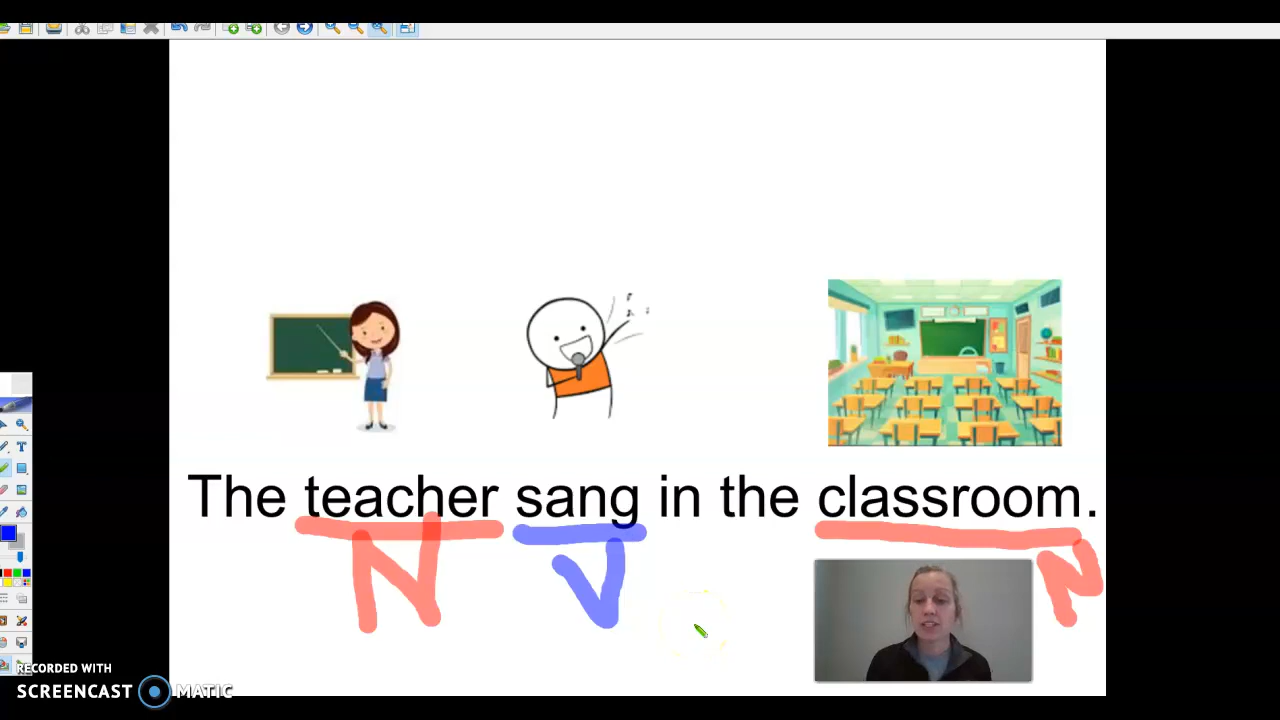 The teacher sang in the classroom.
N V N
RECORDED WITH
SCREENCAST MATIC